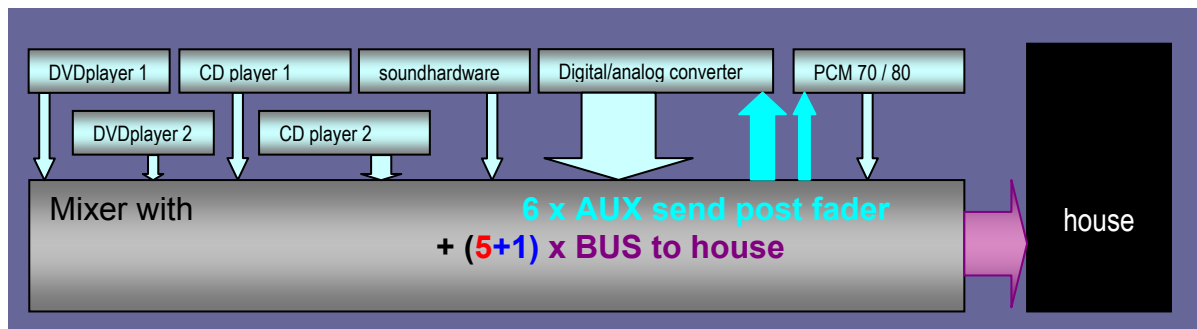 DVDplayer 1
CD player 1
soundhardware
Digital/analog converter
PCM 70 / 80
DVDplayer 2
CD player 2
Mixer with
6 x AUX send post fader
+ (5+1) x BUS to house
house